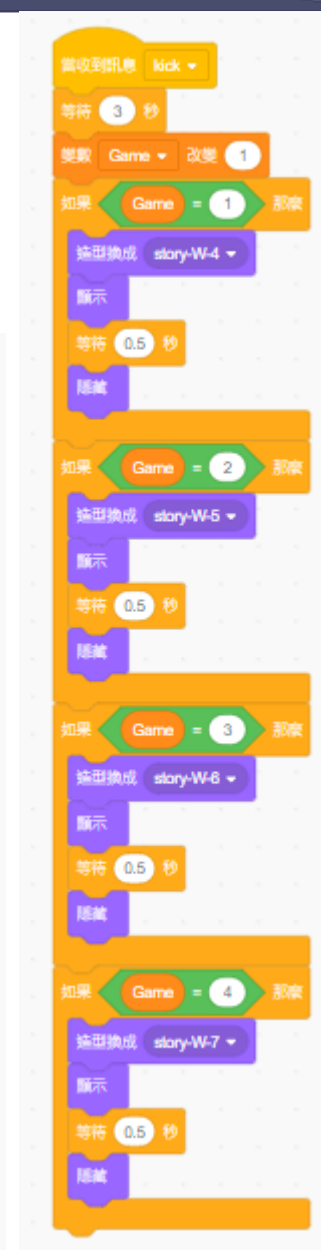 當收到訊息 kick
等待 3 秒
變數 Game 改變 1
如果 Game = 1 那麼
造型換成 story-W-4
顯示
等待 0.5 秒
隱藏
如果 Game = 2 那麼
造型換成 story-W-5
顯示
等待 0.5 秒
隱藏
如果 Game = 3 那麼
造型換成 story-W-6
顯示
等待 0.5 秒
隱藏
如果 Game = 4 那麼
造型換成 story-W-7
顯示
等待 0.5 秒
隱藏